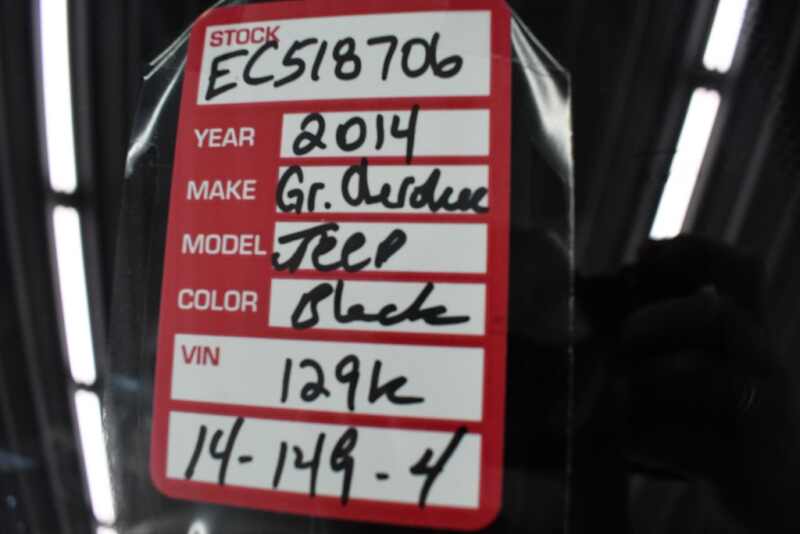 STOCK
EC518706
YEAR 2014
MAKE Gr. Cherokee
MODEL Jeep
COLOR Black
VIN
129k
14-149-4